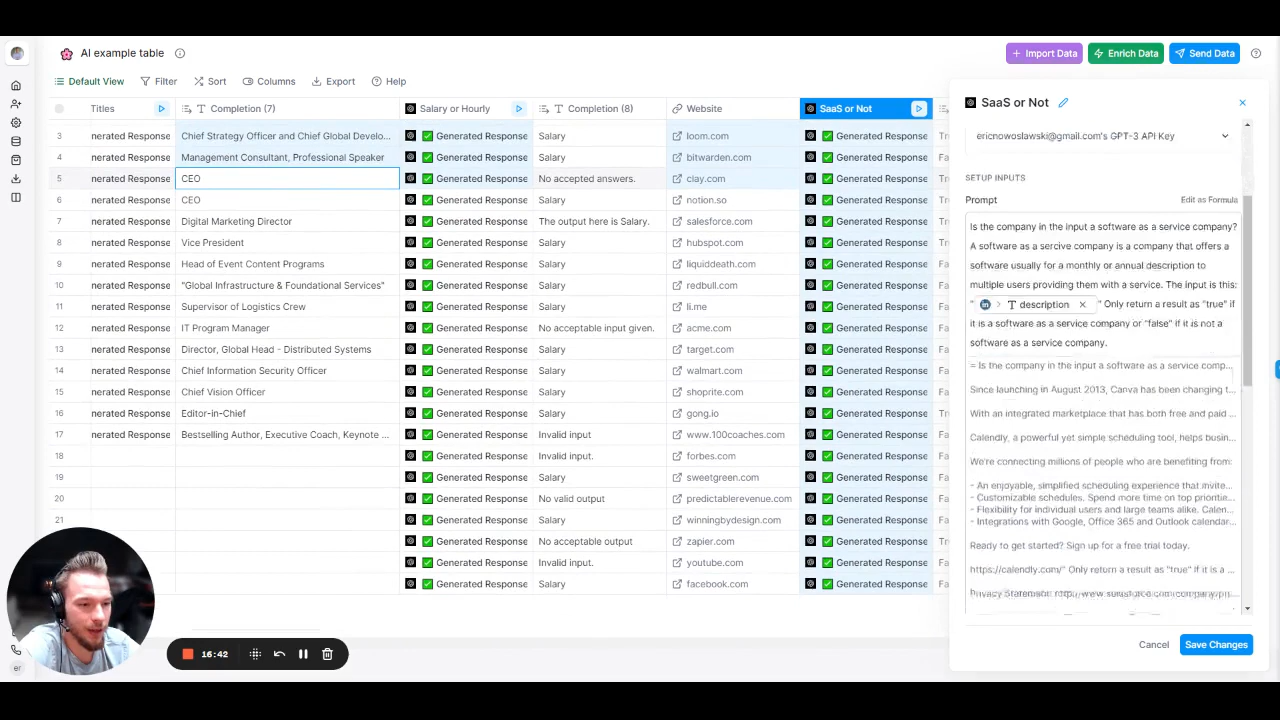 AI example table
Import Data
Enrich Data
Send Data
Default View
Filter
Sort
Columns
Export
Help
Titles
Completion (7)
Salary or Hourly
Completion (8)
Website
SaaS or Not
3 nerated Response Chief Strategy Officer and Chief Global Develo... Generated Response Salary loom.com Generated Response
4 nerated Response Management Consultant, Professional Speaker Generated Response Salary bitwarden.com Generated Response
5 nerated Response CEO Generated Response No accepted answers. clay.com Generated Response
6 nerated Response CEO Generated Response Salary notion.so Generated Response
7 nerated Response Digital Marketing Director Generated Response The output here is Salary. salesforce.com Generated Response
8 nerated Response Vice President Generated Response Salary hubspot.com Generated Response
9 nerated Response Head of Event Content Programs Generated Response Salary liquiddeath.com Generated Response
10 nerated Response "Global Infrastructure & Foundational Services" Generated Response Salary redbull.com Generated Response
11 nerated Response Supervisor of Logistics Crew Generated Response Salary li.me Generated Response
12 nerated Response IT Program Manager Generated Response No acceptable input given. acme.com Generated Response
13 nerated Response Director, Global Head - Distributed Systems Generated Response Salary target.com Generated Response
14 nerated Response Chief Information Security Officer Generated Response Salary walmart.com Generated Response
15 nerated Response Chief Vision Officer Generated Response Salary shoprite.com Generated Response
16 nerated Response Editor-in-Chief Generated Response Salary gong.io Generated Response
17 nerated Response Bestselling Author, Executive Coach, Keynote ... Generated Response Invalid input www.100coaches.com Generated Response
18 Generated Response Invalid input. forbes.com Generated Response
19 Generated Response Salary sweetgreen.com Generated Response
20 Generated Response No valid output predictablerevenue.com Generated Response
21 Generated Response Salary winningbydesign.com Generated Response
Generated Response No acceptable output zapier.com Generated Response
Generated Response Invalid input. youtube.com Generated Response
Generated Response Salary facebook.com Generated Response
16:42
er
SaaS or Not
ericnowoslawski@gmail.com's GPT-3 API Key
SETUP INPUTS
Prompt
Edit as Formula
Is the company in the input a software as a service company?
A software as a sercive company is a company that offers a
software usually for a monthly or annual description to
multiple users providing them with a service. The input is this:
" > description × " Only return a result as "true" if
it is a software as a service company or "false" if it is not a
software as a service company.
= Is the company in the input a software as a service comp...
Since launching in August 2013, Canva has been changing t...
With an integrated marketplace that has both free and paid ...
Calendly, a powerful yet simple scheduling tool, helps busin...
We're connecting millions of people who are benefiting from:
- An enjoyable, simplified scheduling experience that invite...
- Customizable schedules. Spend more time on top prioritie...
- Flexibility for individual users and large teams alike. Calen...
- Integrations with Google, Office 365 and Outlook calendar...
Ready to get started? Sign up for a free trial today.
https://calendly.com/" Only return a result as "true" If it is a ...
Cancel
Save Changes